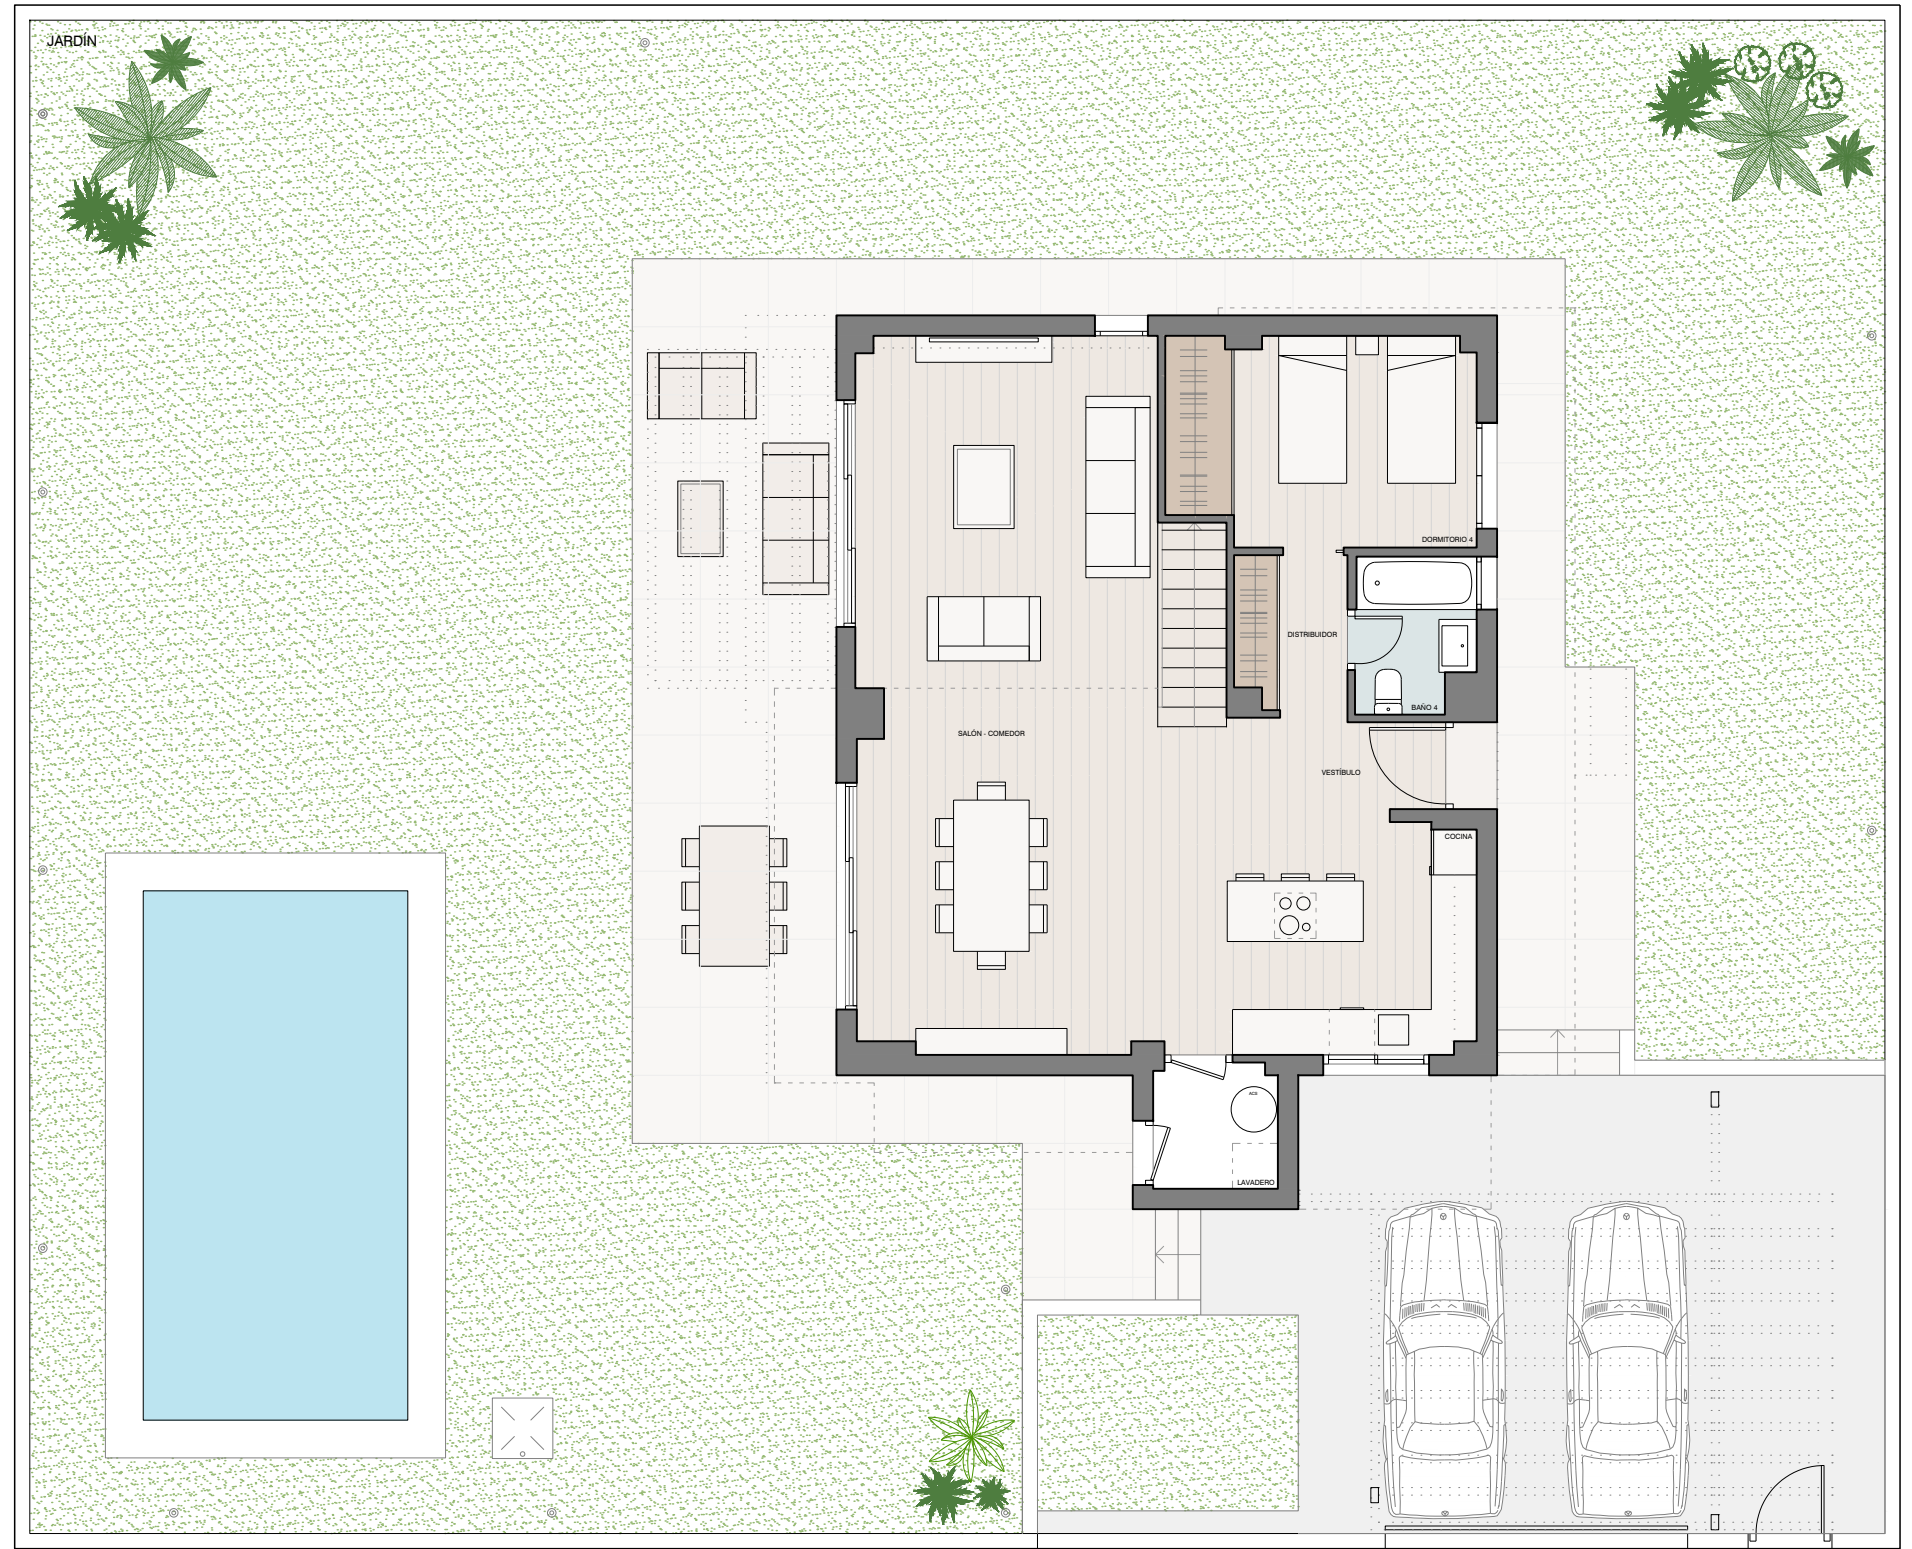 JARDÍN
DORMITORIO 4
DISTRIBUIDOR
BAÑO 4
SALÓN - COMEDOR
VESTÍBULO
COCINA
ACS
LAVADERO